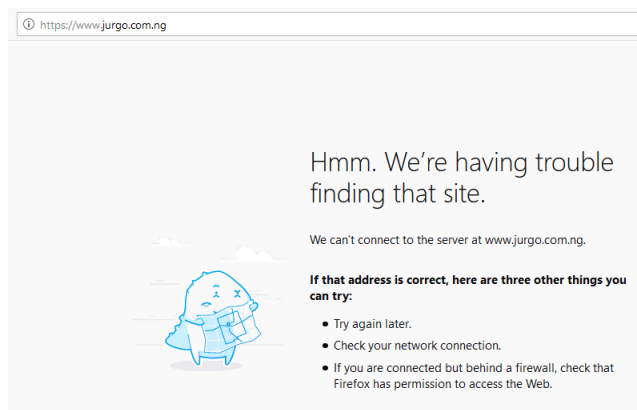 https://www.jurgo.com.ng
Hmm. We’re having trouble
finding that site.
We can’t connect to the server at www.jurgo.com.ng.
If that address is correct, here are three other things you
can try:
• Try again later.
• Check your network connection.
• If you are connected but behind a firewall, check that
Firefox has permission to access the Web.